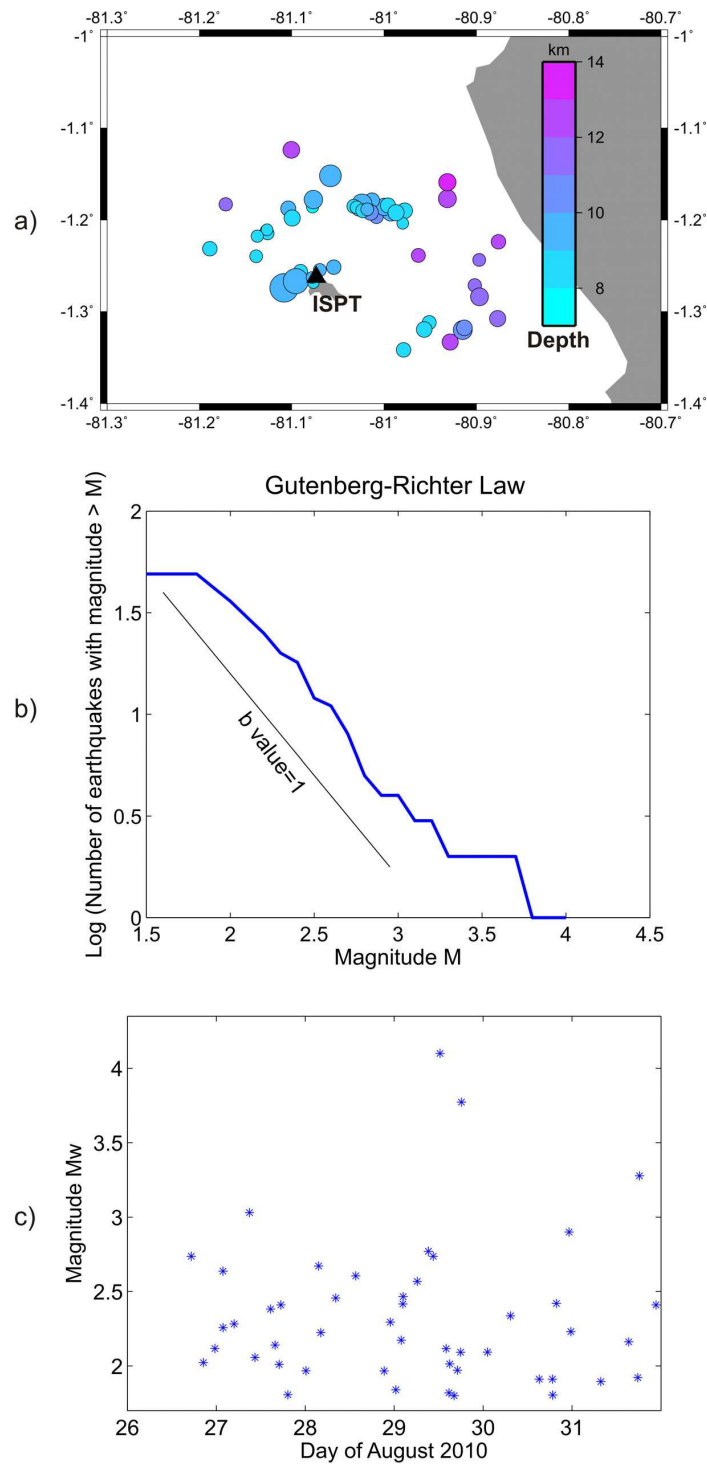 -81.3˚ -81.2˚ -81.1˚ -81˚ -80.9˚ -80.8˚ -80.7˚
a)
-1˚ -1˚
-1.1˚ -1.1˚
-1.2˚ -1.2˚
-1.3˚ -1.3˚
-1.4˚ -1.4˚
km
14
12
10
8
Depth
ISPT
-81.3˚ -81.2˚ -81.1˚ -81˚ -80.9˚ -80.8˚ -80.7˚
b)
Gutenberg-Richter Law
Log (Number of earthquakes with magnitude > M)
2
1.5
1
0.5
0
b value=1
1.5 2 2.5 3 3.5 4 4.5
Magnitude M
c)
Magnitude Mw
4
3.5
3
2.5
2
26 27 28 29 30 31
Day of August 2010